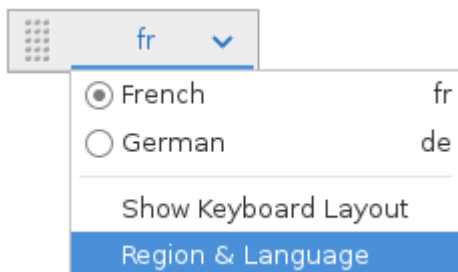 fr
French fr
German de
Show Keyboard Layout
Region & Language